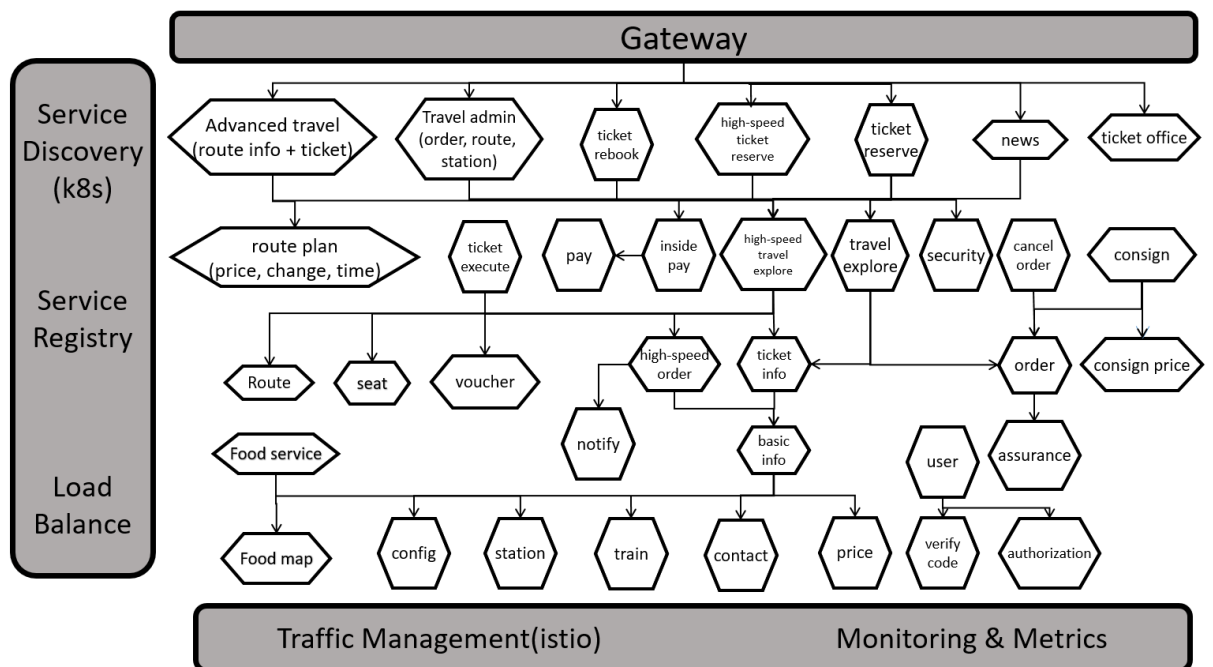 Gateway
Service
Discovery
(k8s)
Service
Registry
Load
Balance
Advanced travel
(route info + ticket)
Travel admin
(order, route,
station)
ticket
rebook
high-speed
ticket
reserve
ticket
reserve
news
ticket office
route plan
(price, change, time)
ticket
execute
pay
inside
pay
high-speed
travel
explore
travel
explore
security
cancel
order
consign
Route
seat
voucher
high-speed
order
ticket
info
order
consign price
Food service
notify
basic
info
user
assurance
Food map
config
station
train
contact
price
verify
code
authorization
Traffic Management(istio)
Monitoring & Metrics